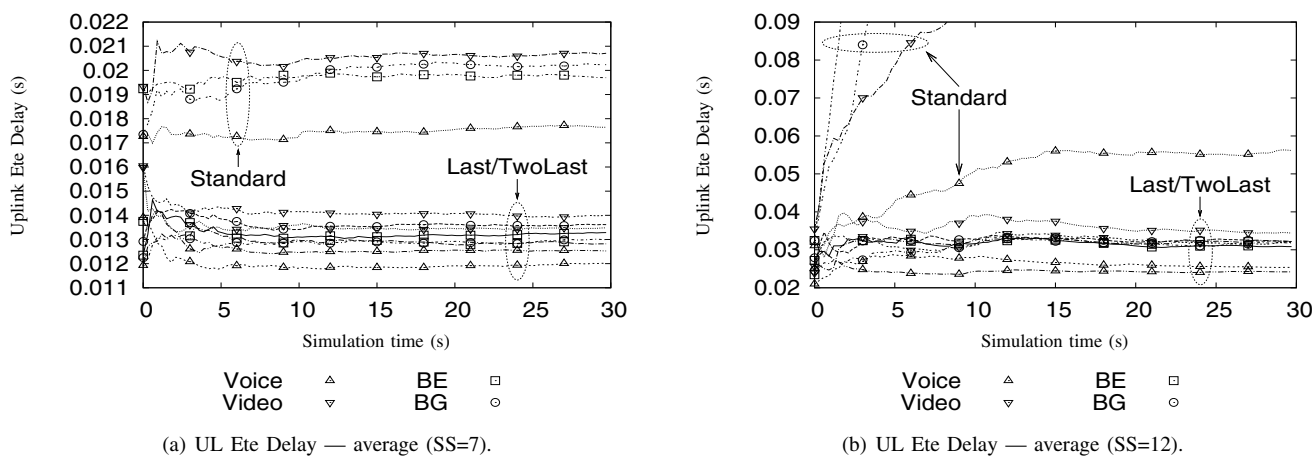 0.022
0.021
0.02
0.019
0.018
0.017
0.016
0.015
0.014
0.013
0.012
0.011
Uplink Ete Delay (s)
Standard
Last/TwoLast
0 5 10 15 20 25 30
Simulation time (s)
Voice BE
Video BG
(a) UL Ete Delay — average (SS=7).
0.09
0.08
0.07
0.06
0.05
0.04
0.03
0.02
Uplink Ete Delay (s)
Standard
Last/TwoLast
0 5 10 15 20 25 30
Simulation time (s)
Voice BE
Video BG
(b) UL Ete Delay — average (SS=12).